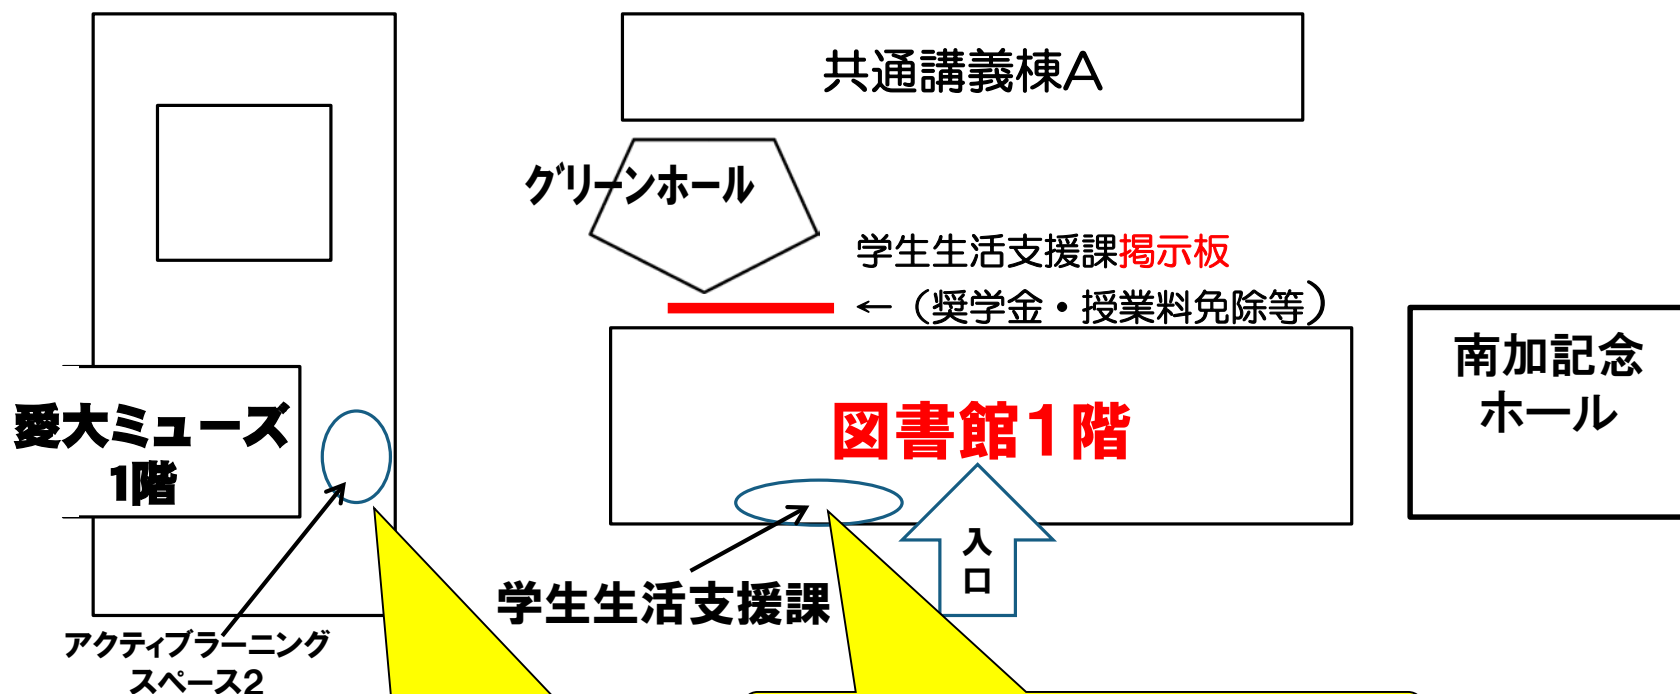 共通講義棟A
グリーンホール
学生生活支援課掲示板
←（奨学金・授業料免除等）
南加記念
ホール
愛大ミューズ
1階
図書館1階
入
口
学生生活支援課
アクティブラーニング
スペース2